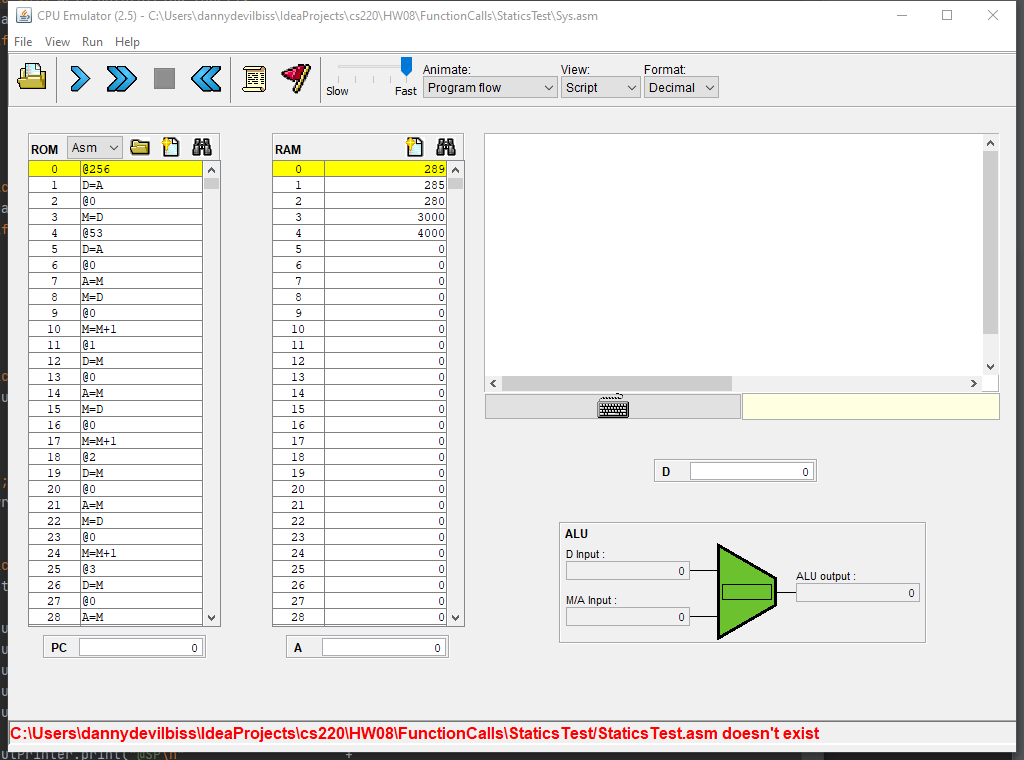 CPU Emulator (2.5) - C:\Users\dannydevilbiss\IdeaProjects\cs220\HW08\FunctionCalls\StaticsTest\Sys.asm
File View Run Help
Slow Fast
Animate: View: Format:
Program flow Script Decimal
ROM Asm
0 @256
1 D=A
2 @0
3 M=D
4 @53
5 D=A
6 @0
7 A=M
8 M=D
9 @0
10 M=M+1
11 @1
12 D=M
13 @0
14 A=M
15 M=D
16 @0
17 M=M+1
18 @2
19 D=M
20 @0
21 A=M
22 M=D
23 @0
24 M=M+1
25 @3
26 D=M
27 @0
28 A=M
PC 0
RAM
0 289
1 285
2 280
3 3000
4 4000
5 0
6 0
7 0
8 0
9 0
10 0
11 0
12 0
13 0
14 0
15 0
16 0
17 0
18 0
19 0
20 0
21 0
22 0
23 0
24 0
25 0
26 0
27 0
28 0
A 0
D 0
ALU
D Input :
0
M/A Input :
0
ALU output :
0
C:\Users\dannydevilbiss\IdeaProjects\cs220\HW08\FunctionCalls\StaticsTest/StaticsTest.asm doesn't exist